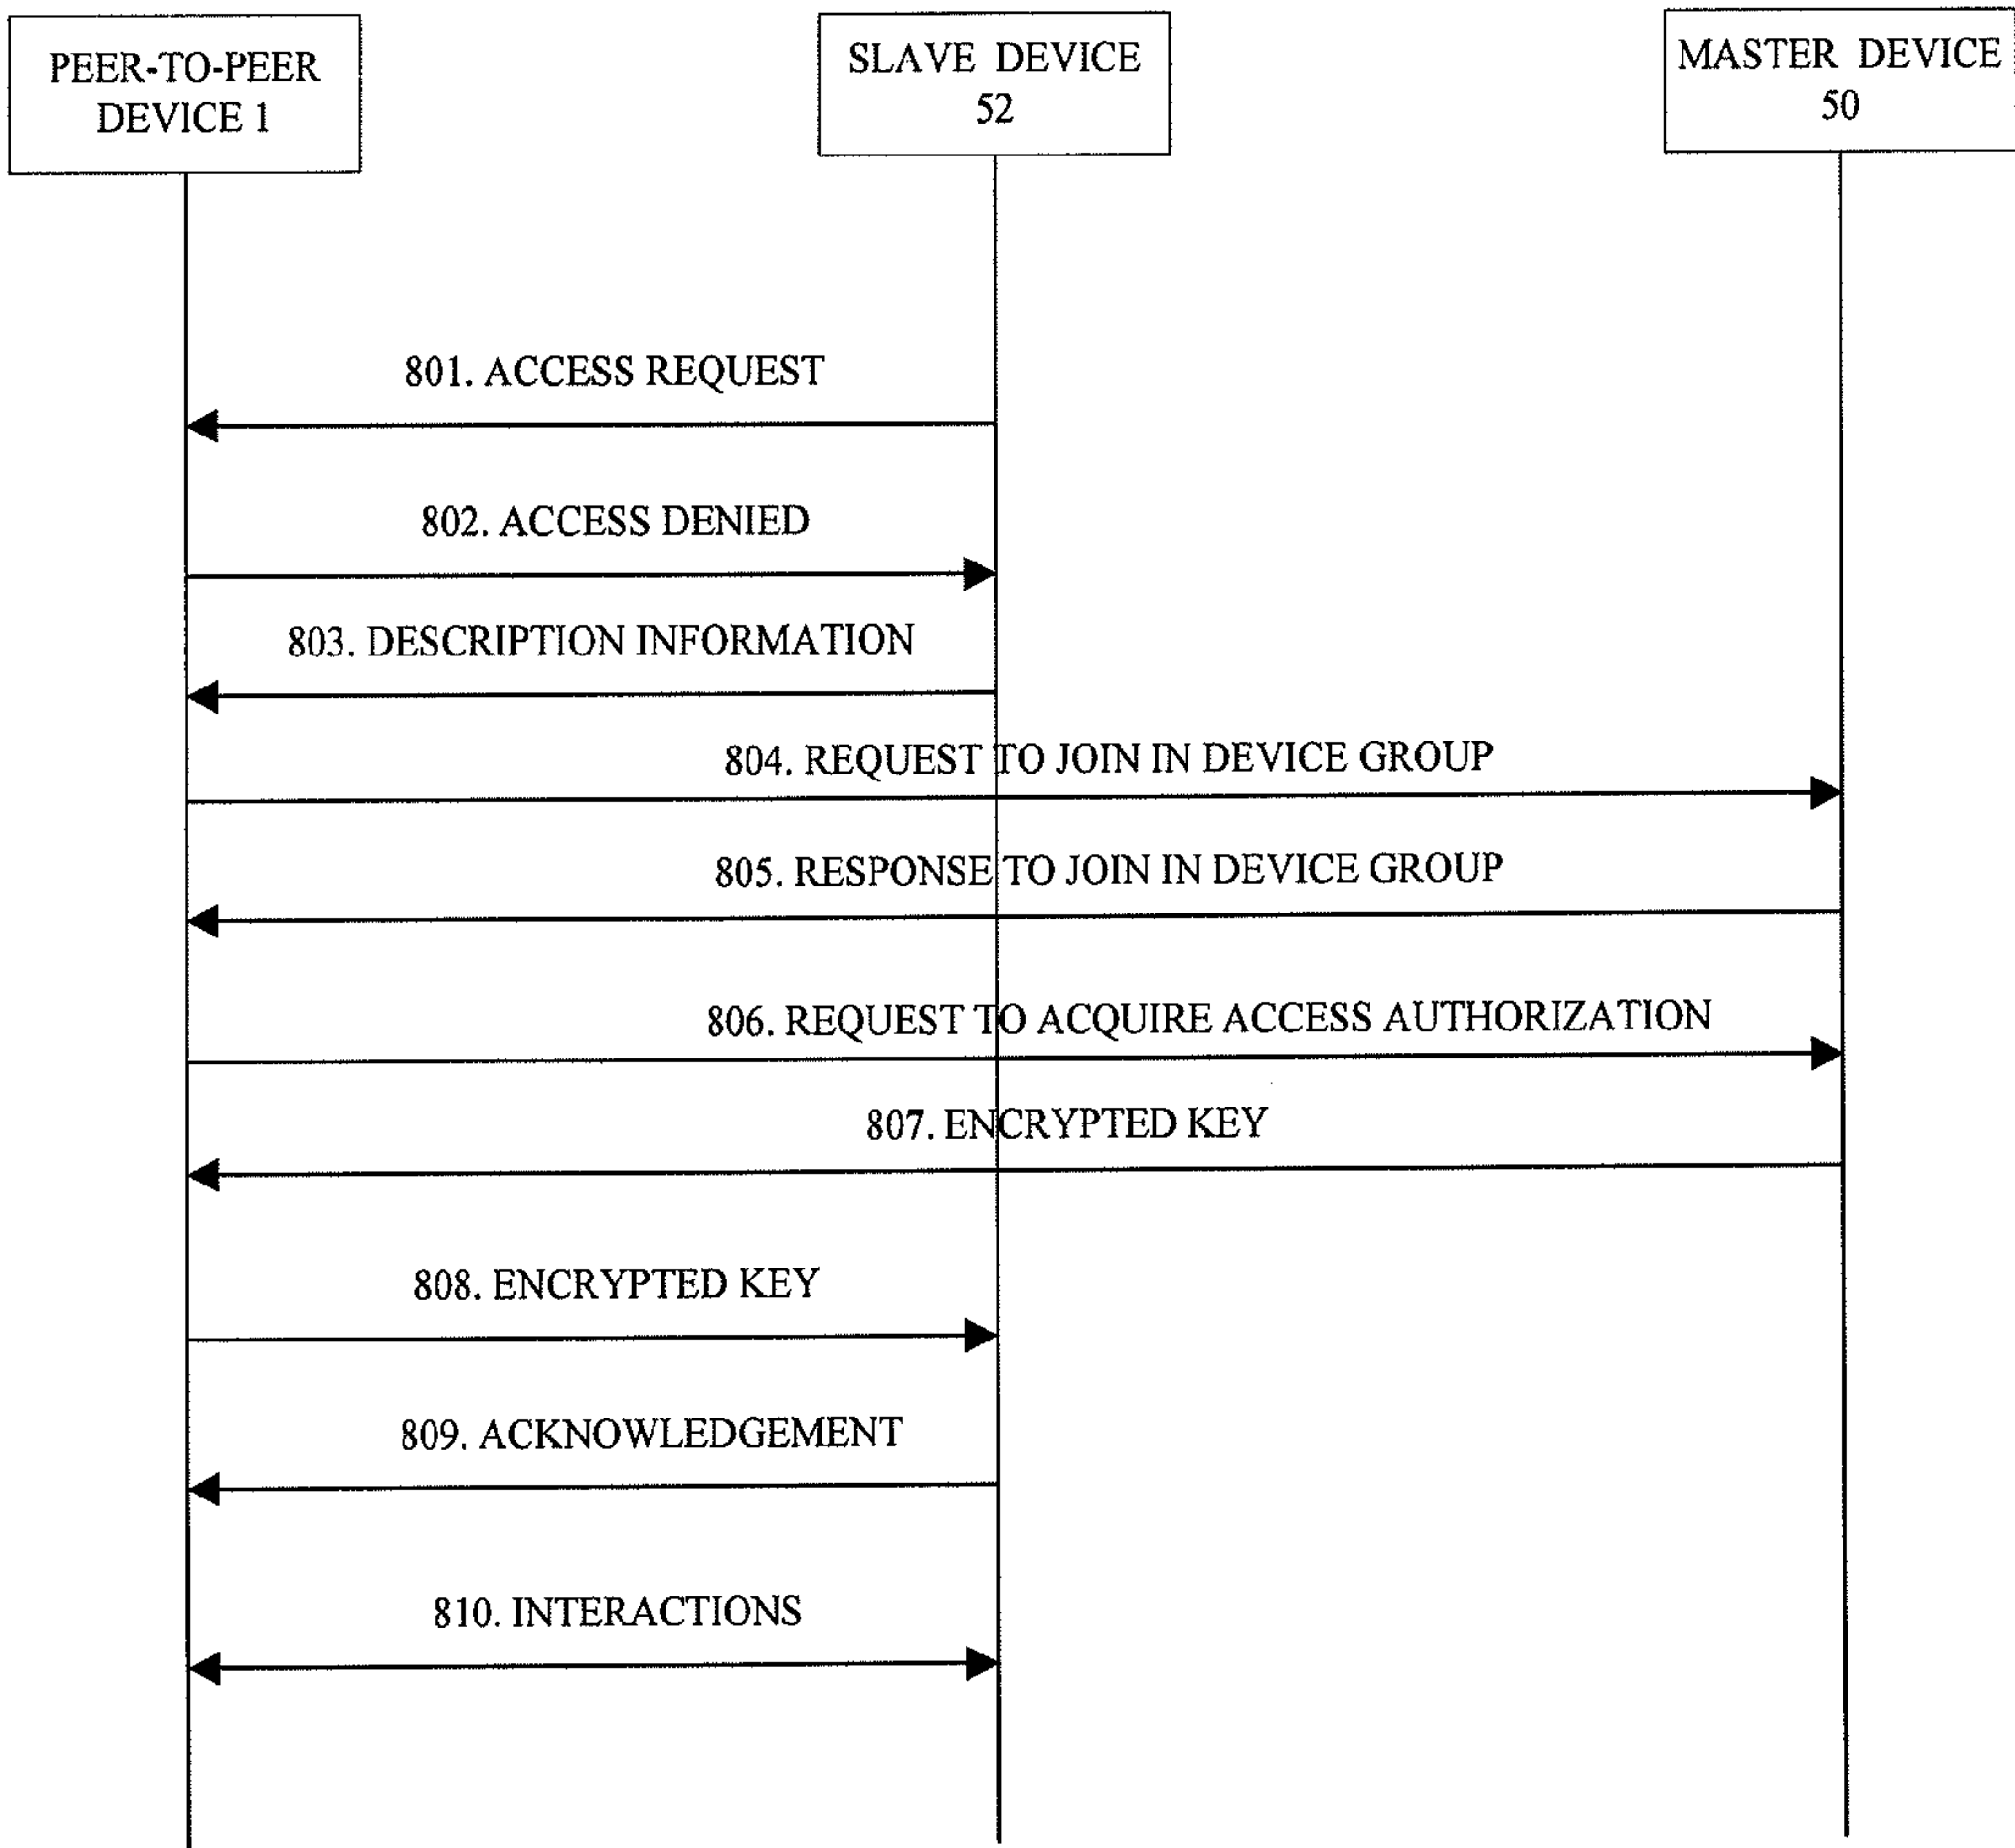 PEER-TO-PEER
DEVICE 1
SLAVE DEVICE
52
MASTER DEVICE
50
801. ACCESS REQUEST
802. ACCESS DENIED
803. DESCRIPTION INFORMATION
804. REQUEST TO JOIN IN DEVICE GROUP
805. RESPONSE TO JOIN IN DEVICE GROUP
806. REQUEST TO ACQUIRE ACCESS AUTHORIZATION
807. ENCRYPTED KEY
808. ENCRYPTED KEY
809. ACKNOWLEDGEMENT
810. INTERACTIONS